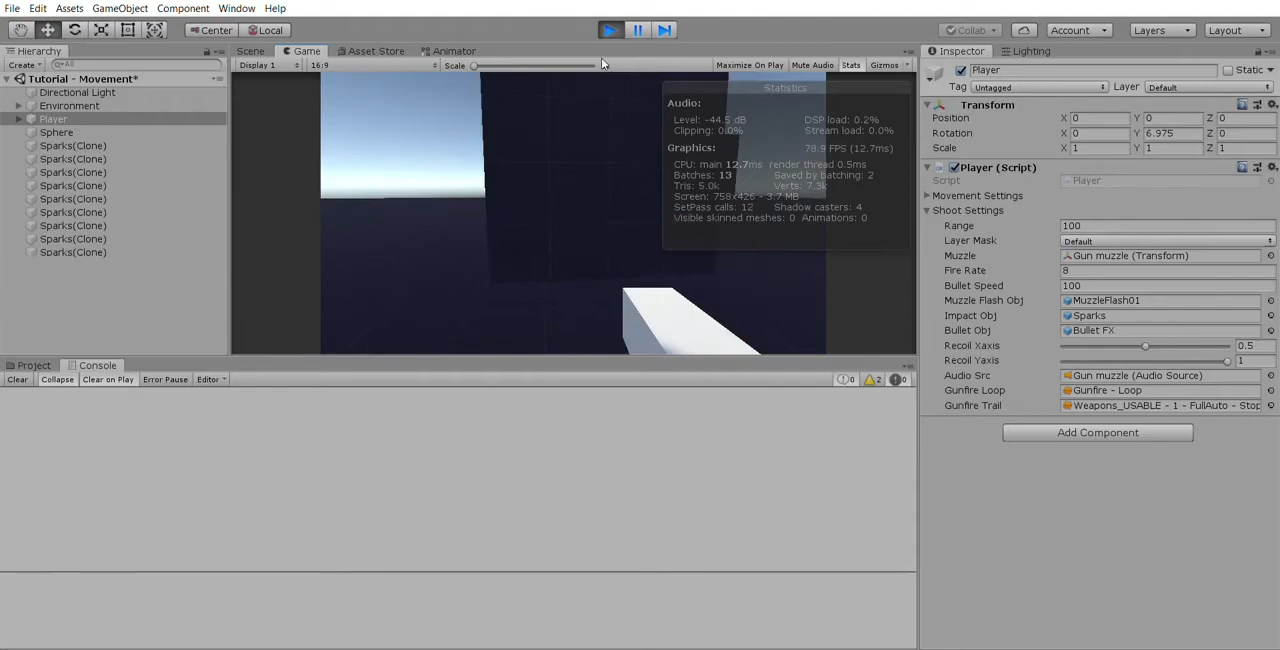 File Edit Assets GameObject Component Window Help
Center Local Collab Account Layers Layout
Hierarchy Scene Game Asset Store Animator Inspector Lighting
Create All Display 1 16:9 Scale Maximize On Play Mute Audio Stats Gizmos Player Static
Tag Untagged Layer Default
Tutorial - Movement*
Directional Light
Environment
Player
Sphere
Sparks(Clone)
Sparks(Clone)
Sparks(Clone)
Sparks(Clone)
Sparks(Clone)
Sparks(Clone)
Sparks(Clone)
Sparks(Clone)
Sparks(Clone)
Statistics
Audio:
Level: -44.5 dB DSP load: 0.2%
Clipping: 0.0% Stream load: 0.0%
Graphics: 78.9 FPS (12.7ms)
CPU: main 12.7ms render thread 0.5ms
Batches: 13 Saved by batching: 2
Tris: 5.0k Verts: 7.3k
Screen: 758x426 - 3.7 MB
SetPass calls: 12 Shadow casters: 4
Visible skinned meshes: 0 Animations: 0
Transform
Position X 0 Y 0 Z 0
Rotation X 0 Y 6.975 Z 0
Scale X 1 Y 1 Z 1
Player (Script)
Script Player
Movement Settings
Shoot Settings
Range 100
Layer Mask Default
Muzzle Gun muzzle (Transform)
Fire Rate 8
Bullet Speed 100
Muzzle Flash Obj MuzzleFlash01
Impact Obj Sparks
Bullet Obj Bullet FX
Recoil Xaxis 0.5
Recoil Yaxis 1
Audio Src Gun muzzle (Audio Source)
Gunfire Loop Gunfire - Loop
Gunfire Trail Weapons_USABLE - 1 - FullAuto - Stop
Add Component
Project Console
Clear Collapse Clear on Play Error Pause Editor 0 2 0